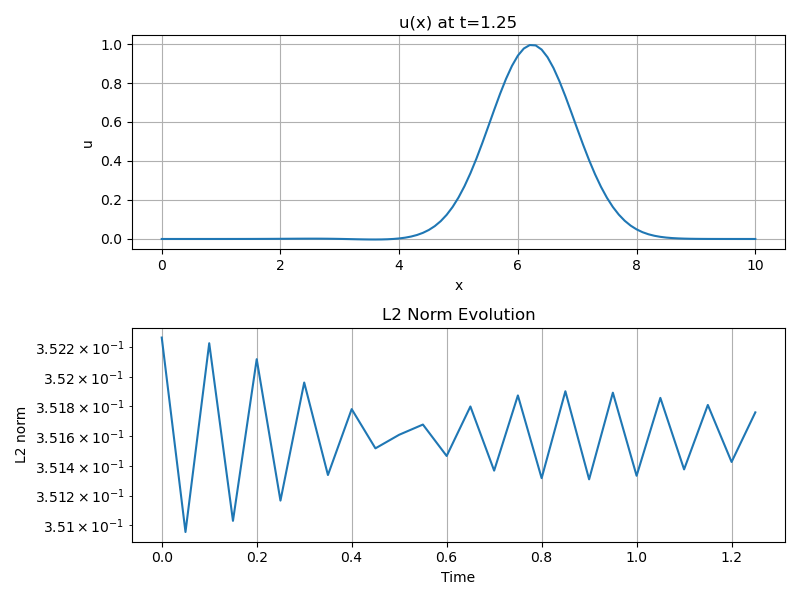 u(x) at t=1.25
1.0
0.8
0.6
0.4
0.2
0.0
u
0 2 4 6 8 10
x
L2 Norm Evolution
3.522 × 10⁻¹
3.52 × 10⁻¹
3.518 × 10⁻¹
3.516 × 10⁻¹
3.514 × 10⁻¹
3.512 × 10⁻¹
3.51 × 10⁻¹
L2 norm
0.0 0.2 0.4 0.6 0.8 1.0 1.2
Time